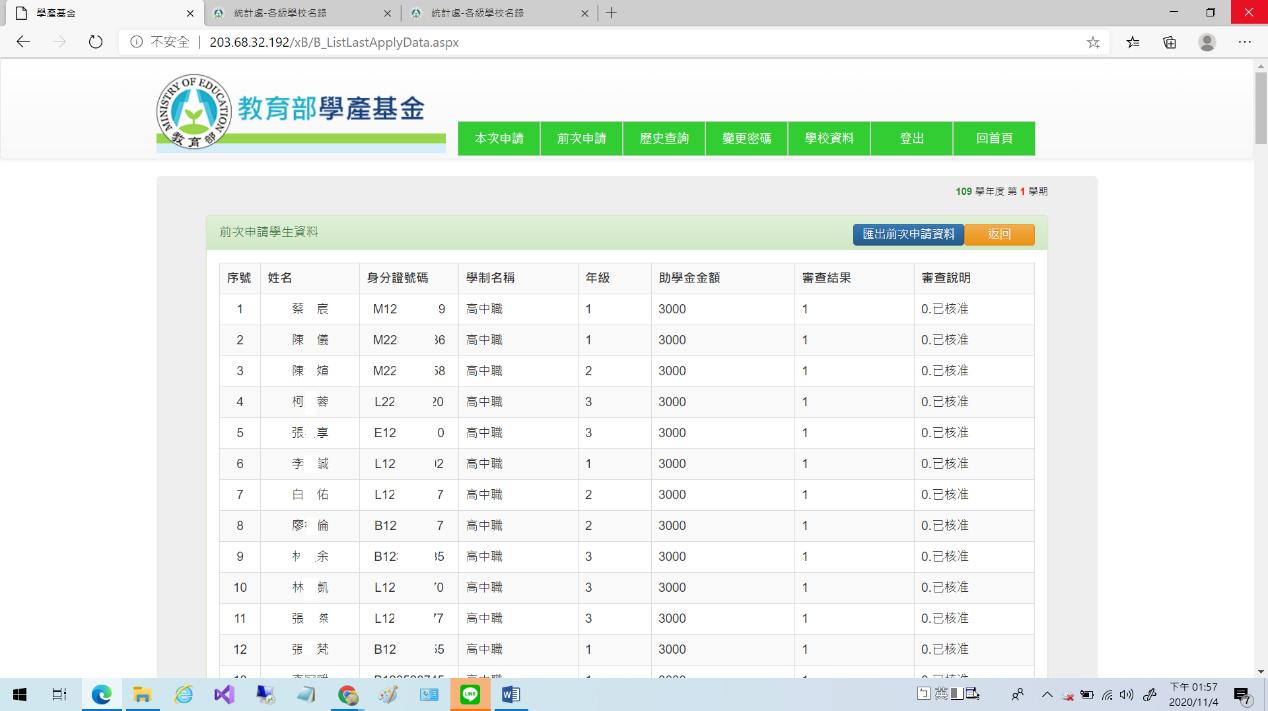 學產基金
統計處-各級學校名錄
統計處-各級學校名錄
不安全 | 203.68.32.192/xB/B_ListLastApplyData.aspx
MINISTRY OF EDUCATION
教育部
教育部學產基金
本次申請 前次申請 歷史查詢 變更密碼 學校資料 登出 回首頁
109 學年度 第 1 學期
前次申請學生資料 匯出前次申請資料 返回
序號 姓名 身分證號碼 學制名稱 年級 助學金金額 審查結果 審查說明
1 蔡 宸 M12 9 高中職 1 3000 1 0.已核准
2 陳 儀 M22 36 高中職 1 3000 1 0.已核准
3 陳 媗 M22 58 高中職 2 3000 1 0.已核准
4 柯 蓉 L22 20 高中職 3 3000 1 0.已核准
5 張 享 E12 0 高中職 3 3000 1 0.已核准
6 李 誠 L12 02 高中職 1 3000 1 0.已核准
7 白 佑 L12 7 高中職 2 3000 1 0.已核准
8 廖 倫 B12 7 高中職 2 3000 1 0.已核准
9 余 B12 35 高中職 3 3000 1 0.已核准
10 林 凱 L12 70 高中職 3 3000 1 0.已核准
11 張 傑 L12 77 高中職 3 3000 1 0.已核准
12 張 梵 B12 55 高中職 1 3000 1 0.已核准
下午 01:57
2020/11/4